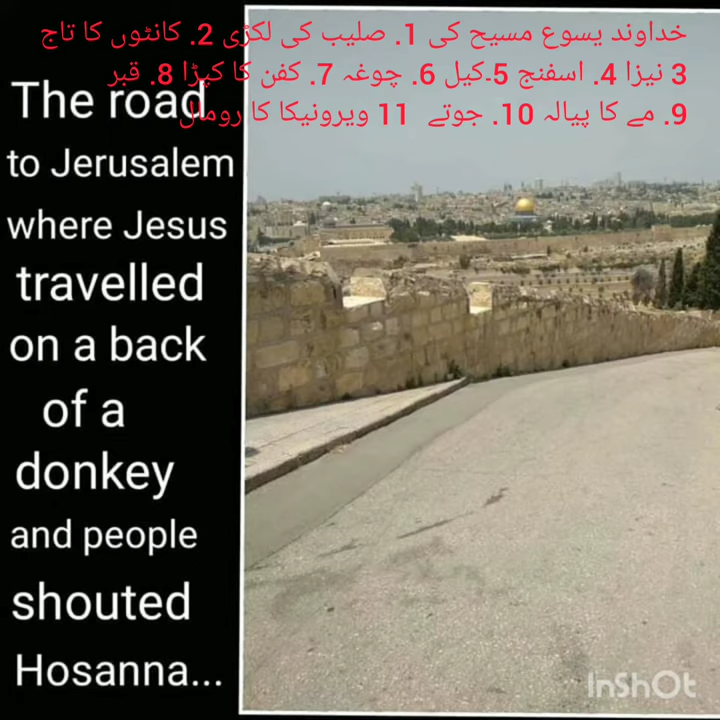 خداوند یسوع مسیح کی 1. صلیب کی لکڑی 2. کانٹوں کا تاج
3 نیزا 4. اسفنج 5۔کیل 6. چوغہ 7. کفن کا کپڑا 8. قبر
9. مے کا پیالہ 10. جوتے 11 ویرونیکا کا رومال
The road
to Jerusalem
where Jesus
travelled
on a back
of a
donkey
and people
shouted
Hosanna...
InShOt